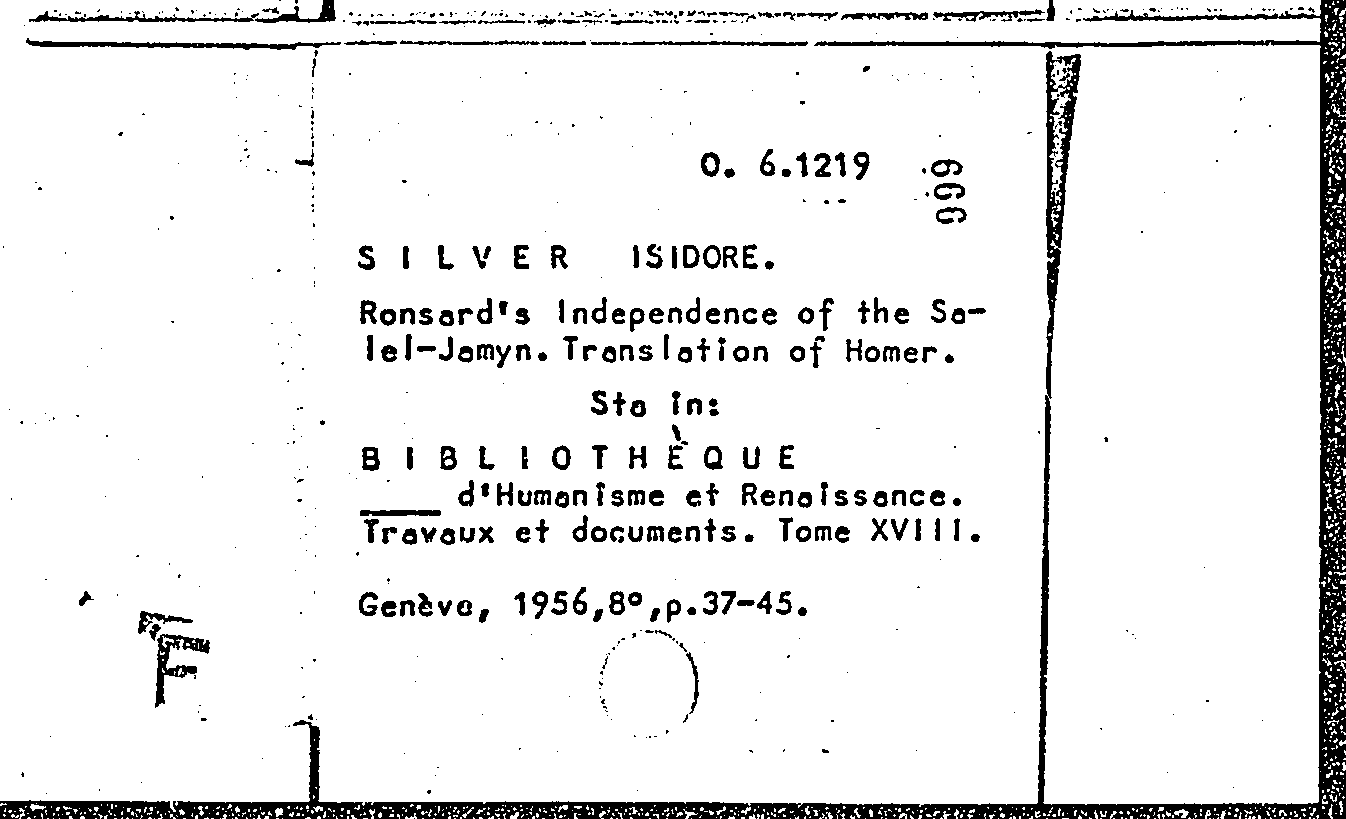 O. 6.1219
666
S I L V E R ISIDORE.
Ronsard's Independence of the Sa-
lel-Jamyn. Translation of Homer.
Sta in:
B I B L I O T H È Q U E
____ d'Humanisme et Renaissance.
Travaux et documents. Tome XVIII.
Genève, 1956,8°,p.37-45.
F